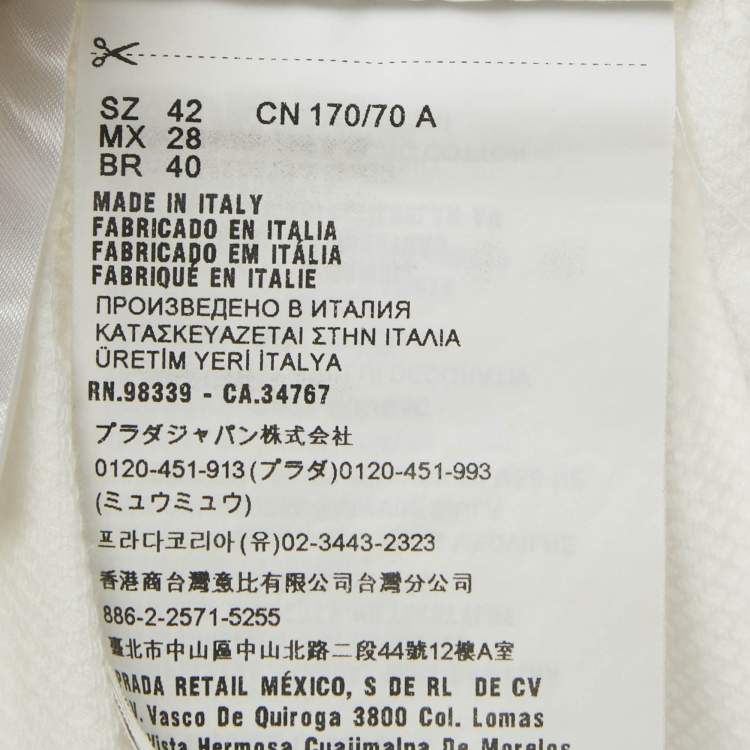 SZ 42 CN 170/70 A
MX 28
BR 40
MADE IN ITALY
FABRICADO EN ITALIA
FABRICADO EM ITÁLIA
FABRIQUÉ EN ITALIE
ПРОИЗВЕДЕНО В ИТАЛИЯ
ΚΑΤΑΣΚΕΥΑΖΕΤΑΙ ΣΤΗΝ ΙΤΑΛΙΑ
ÜRETİM YERİ İTALYA
RN.98339 - CA.34767
プラダジャパン株式会社
0120-451-913(プラダ)0120-451-993
(ミュウミュウ)
프라다코리아(유)02-3443-2323
香港商台灣意比有限公司台灣分公司
886-2-2571-5255
臺北市中山區中山北路二段44號12樓A室
PRADA RETAIL MÉXICO, S DE RL DE CV
Vasco De Quiroga 3800 Col. Lomas
Vista Hermosa Cuajimalpa De Morelos